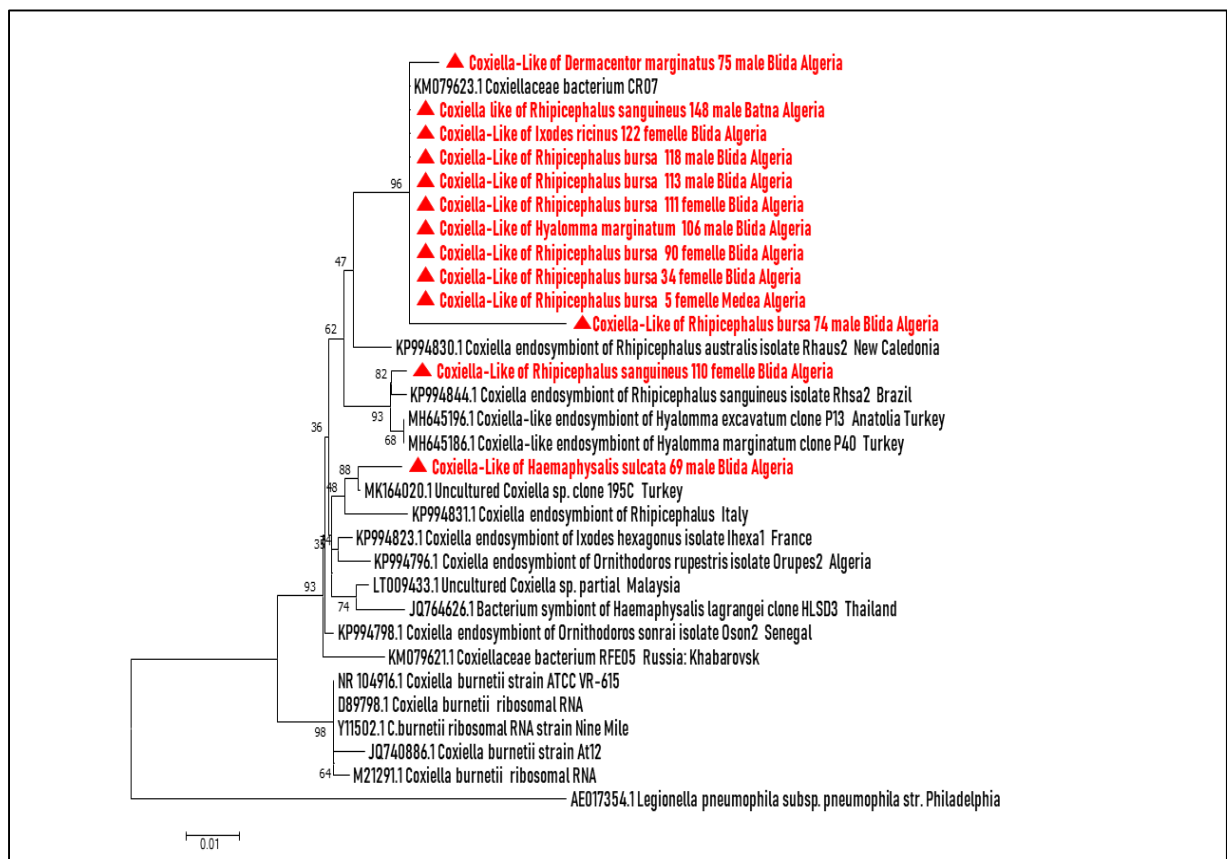 Coxiella-Like of Dermacentor marginatus 75 male Blida Algeria
KM079623.1 Coxiellaceae bacterium CR07
Coxiella like of Rhipicephalus sanguineus 148 male Batna Algeria
Coxiella-Like of Ixodes ricinus 122 femelle Blida Algeria
Coxiella-Like of Rhipicephalus bursa 118 male Blida Algeria
Coxiella-Like of Rhipicephalus bursa 113 male Blida Algeria
96
Coxiella-Like of Rhipicephalus bursa 111 femelle Blida Algeria
Coxiella-Like of Hyalomma marginatum 106 male Blida Algeria
Coxiella-Like of Rhipicephalus bursa 90 femelle Blida Algeria
47
Coxiella-Like of Rhipicephalus bursa 34 femelle Blida Algeria
Coxiella-Like of Rhipicephalus bursa 5 femelle Medea Algeria
Coxiella-Like of Rhipicephalus bursa 74 male Blida Algeria
62
KP994830.1 Coxiella endosymbiont of Rhipicephalus australis isolate Rhaus2 New Caledonia
82
Coxiella-Like of Rhipicephalus sanguineus 110 femelle Blida Algeria
KP994844.1 Coxiella endosymbiont of Rhipicephalus sanguineus isolate Rhsa2 Brazil
93
MH645196.1 Coxiella-like endosymbiont of Hyalomma excavatum clone P13 Anatolia Turkey
36
68
MH645186.1 Coxiella-like endosymbiont of Hyalomma marginatum clone P40 Turkey
88
Coxiella-Like of Haemaphysalis sulcata 69 male Blida Algeria
48
MK164020.1 Uncultured Coxiella sp. clone 195C Turkey
KP994831.1 Coxiella endosymbiont of Rhipicephalus Italy
KP994823.1 Coxiella endosymbiont of Ixodes hexagonus isolate Ihexa1 France
35
KP994796.1 Coxiella endosymbiont of Ornithodoros rupestris isolate Orupes2 Algeria
93
LT009433.1 Uncultured Coxiella sp. partial Malaysia
74
JQ764626.1 Bacterium symbiont of Haemaphysalis lagrangei clone HLSD3 Thailand
KP994798.1 Coxiella endosymbiont of Ornithodoros sonrai isolate Oson2 Senegal
KM079621.1 Coxiellaceae bacterium RFE05 Russia: Khabarovsk
NR 104916.1 Coxiella burnetii strain ATCC VR-615
D89798.1 Coxiella burnetii ribosomal RNA
98
Y11502.1 C.burnetii ribosomal RNA strain Nine Mile
JQ740886.1 Coxiella burnetii strain At12
64
M21291.1 Coxiella burnetii ribosomal RNA
AE017354.1 Legionella pneumophila subsp. pneumophila str. Philadelphia
0.01